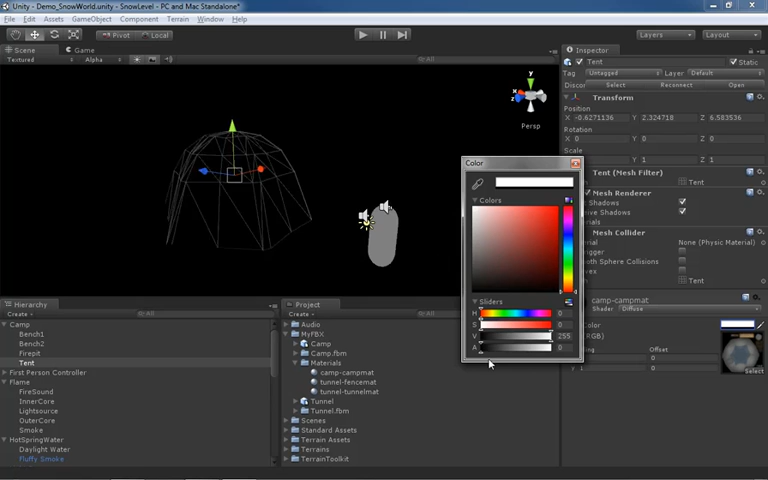 Unity - Demo_SnowWorld.unity - SnowLevel - PC and Mac Standalone*
File Edit Assets GameObject Component Terrain Window Help
Pivot Local Layers Layout
Scene Game
Textured Alpha All
y
x
z
Persp
Inspector
Tent Static
Tag Untagged Layer Default
Select Reconnect Open
Transform
Position
X -0.6271136 Y 2.324718 Z 6.583536
Rotation
X 0 Y 0 Z 0
Scale
Y 1 Z 1
Tent (Mesh Filter)
Tent
Mesh Renderer
Mesh Collider
None (Physic Material)
ooth Sphere Collisions
Tent
camp-campmat
Shader Diffuse
Color
(RGB)
Offset
0
0
Select
Color
Colors
Sliders
H 0
S 0
V 255
A 0
Hierarchy
Create All
Camp
Bench1
Bench2
Firepit
Tent
First Person Controller
Flame
FireSound
InnerCore
Lightsource
OuterCore
Smoke
HotSpringWater
Daylight Water
Fluffy Smoke
Project
Create All
Audio
MyFBX
Camp
Camp.fbm
Materials
camp-campmat
tunnel-fencemat
tunnel-tunnelmat
Tunnel
Tunnel.fbm
Scenes
Standard Assets
Terrain Assets
Terrains
TerrainToolkit